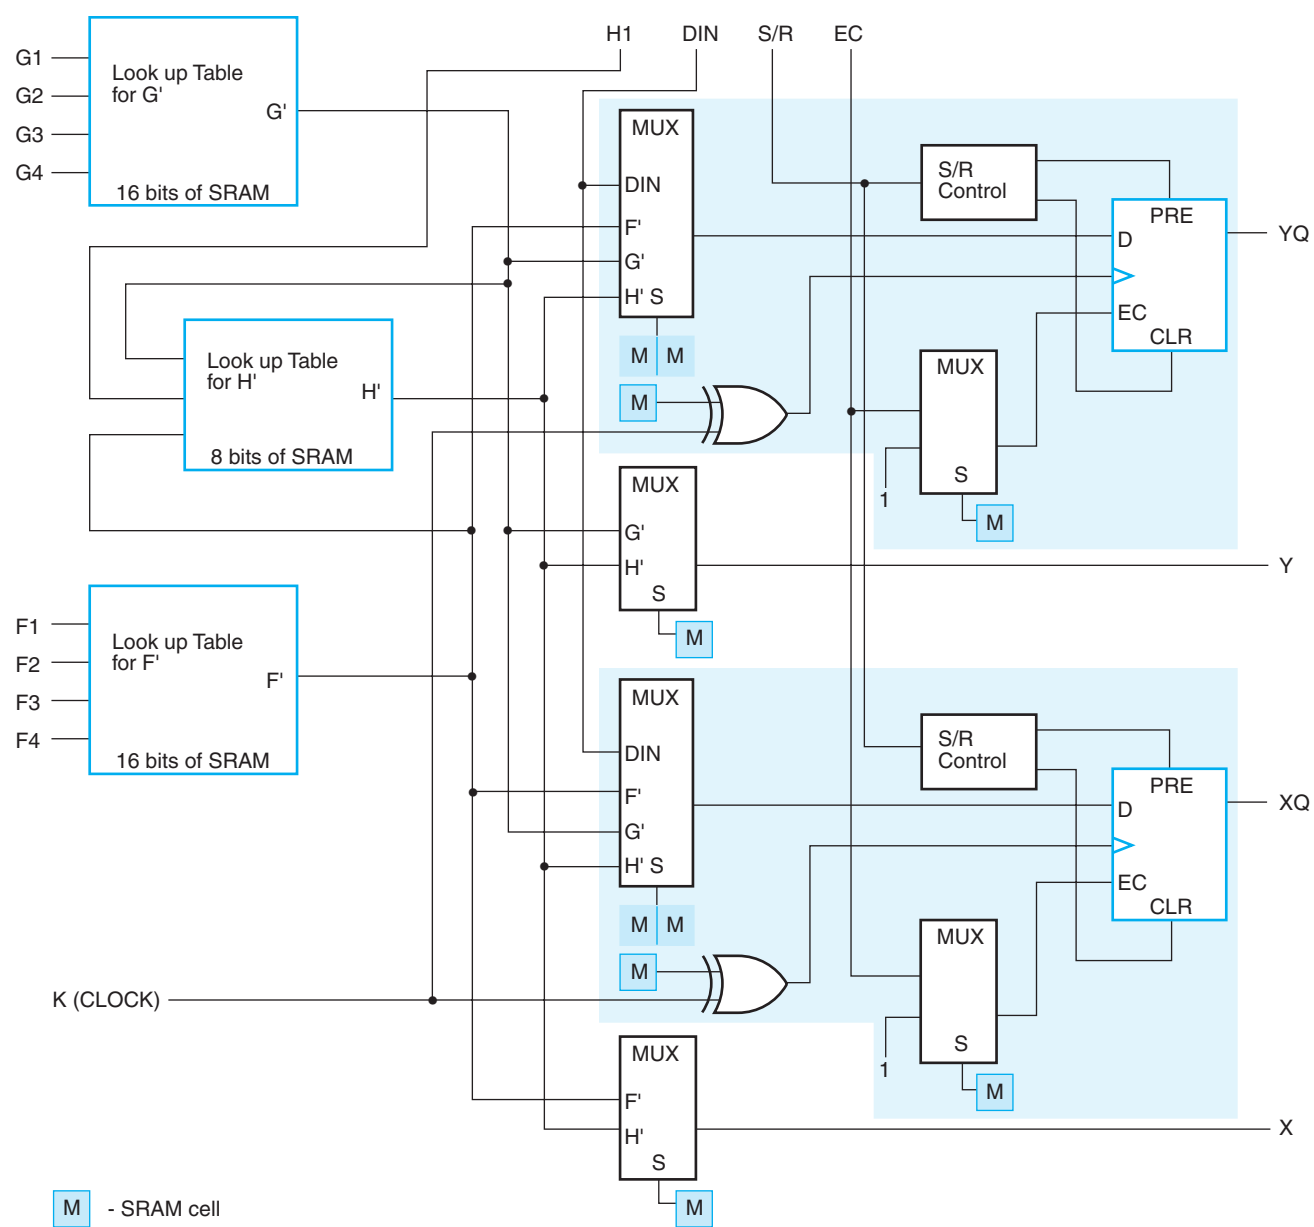 H1 DIN S/R EC
G1
G2
G3
G4
Look up Table
for G'
G'
16 bits of SRAM
MUX
DIN
F'
G'
H' S
M M
M
S/R
Control
PRE
D
EC
CLR
YQ
MUX
S
1
M
Look up Table
for H'
H'
8 bits of SRAM
MUX
G'
H'
S
M
Y
F1
F2
F3
F4
Look up Table
for F'
F'
16 bits of SRAM
MUX
DIN
F'
G'
H' S
M M
M
S/R
Control
PRE
D
EC
CLR
XQ
MUX
S
1
M
K (CLOCK)
MUX
F'
H'
S
M
X
M - SRAM cell